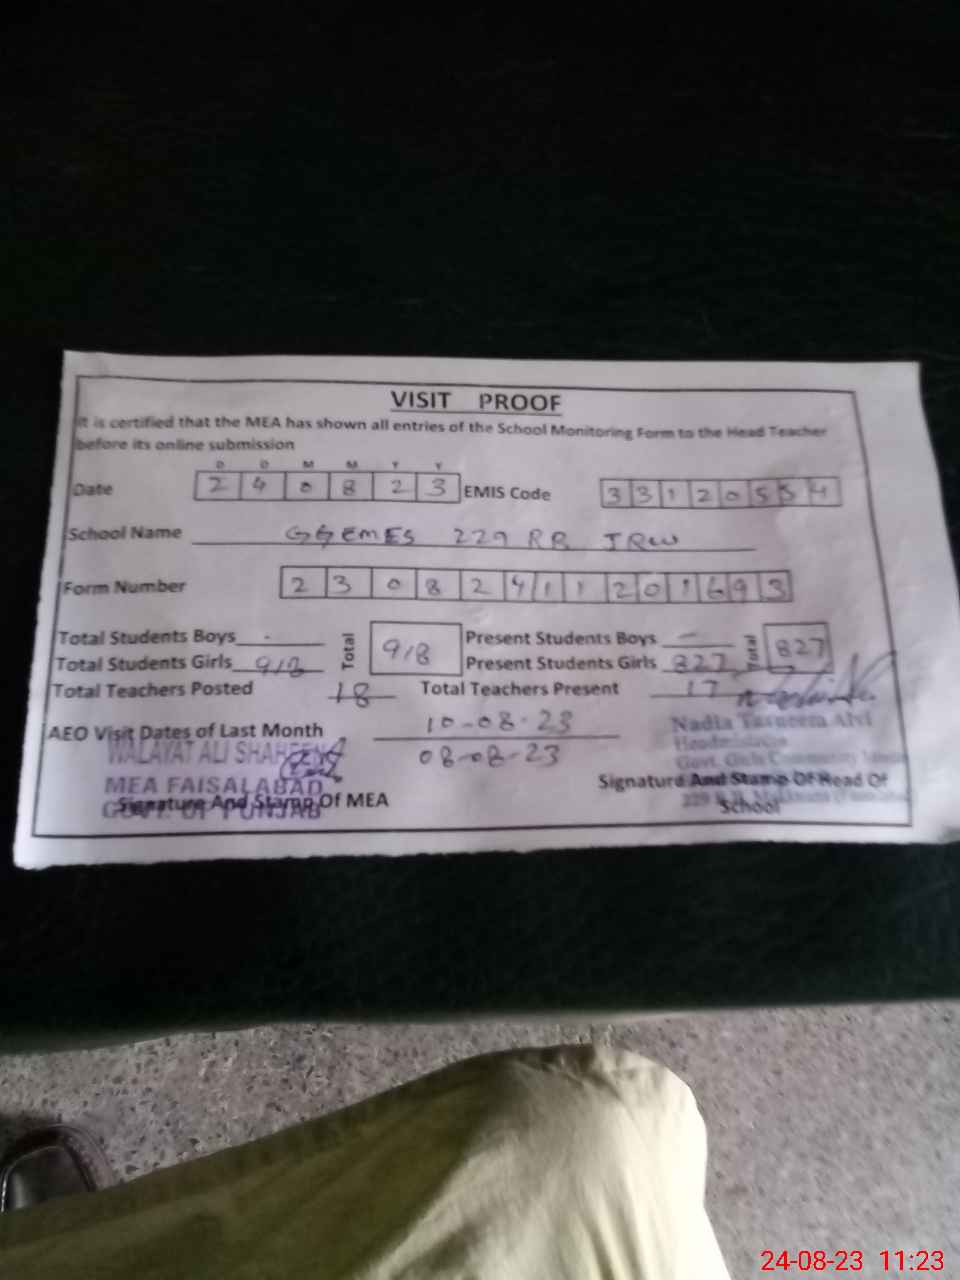 VISIT PROOF
It is certified that the MEA has shown all entries of the School Monitoring Form to the Head Teacher
before its online submission
D D M M Y Y
Date 2 4 0 8 2 3 EMIS Code 3 3 1 2 0 5 5 4
School Name GGEMES 229 RB
Form Number 2 3 0 8 2 4 1 1 2 0 1 6 9 3
Total Students Boys - Total 918 Present Students Boys - Total 827
Total Students Girls 918 Present Students Girls 827
Total Teachers Posted 18 Total Teachers Present 17
AEO Visit Dates of Last Month 10-08-23
08-08-23
WALAYAT ALI SHAHEEN
MEA FAISALABAD
GOVT. OF PUNJAB
Signature And Stamp Of MEA
Nadia Tasneem Alvi
Headmistress
Govt. Girls Community
229 R.B.
Signature And Stamp Of Head Of
School
24-08-23 11:23